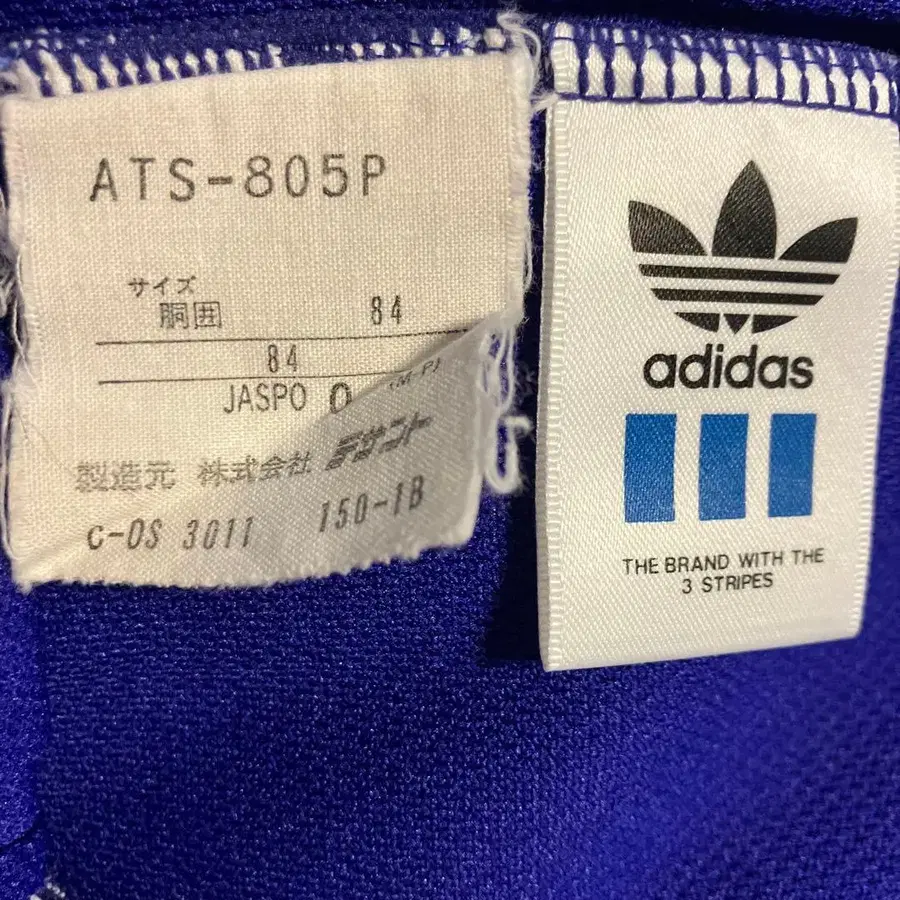 ATS-805P
サイズ
胴囲 84
84
JASPO O (M-P)
製造元 株式会社 デサント
C-OS 3011 150-1B
adidas
THE BRAND WITH THE
3 STRIPES